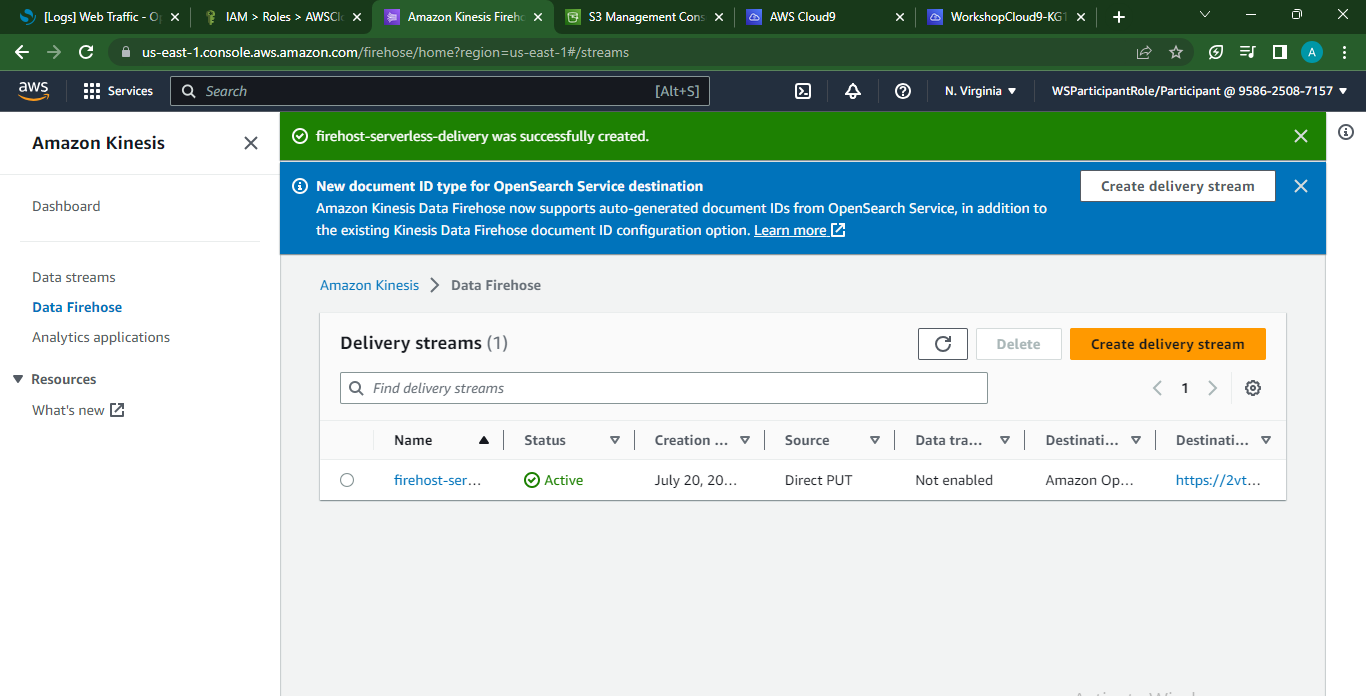 [Logs] Web Traffic - Op
IAM > Roles > AWSCl
Amazon Kinesis Fireho
S3 Management Cons
AWS Cloud9
WorkshopCloud9-KG1
us-east-1.console.aws.amazon.com/firehose/home?region=us-east-1#/streams
A
aws
Services
Search
[Alt+S]
N. Virginia
WSParticipantRole/Participant @ 9586-2508-7157
Amazon Kinesis
Dashboard
Data streams
Data Firehose
Analytics applications
Resources
What's new
firehost-serverless-delivery was successfully created.
New document ID type for OpenSearch Service destination
Amazon Kinesis Data Firehose now supports auto-generated document IDs from OpenSearch Service, in addition to
the existing Kinesis Data Firehose document ID configuration option. Learn more
Create delivery stream
Amazon Kinesis
Data Firehose
Delivery streams (1)
Delete
Create delivery stream
Find delivery streams
1
Name
Status
Creation ...
Source
Data tra...
Destinati...
Destinati...
firehost-ser...
Active
July 20, 20...
Direct PUT
Not enabled
Amazon Op...
https://2vt...